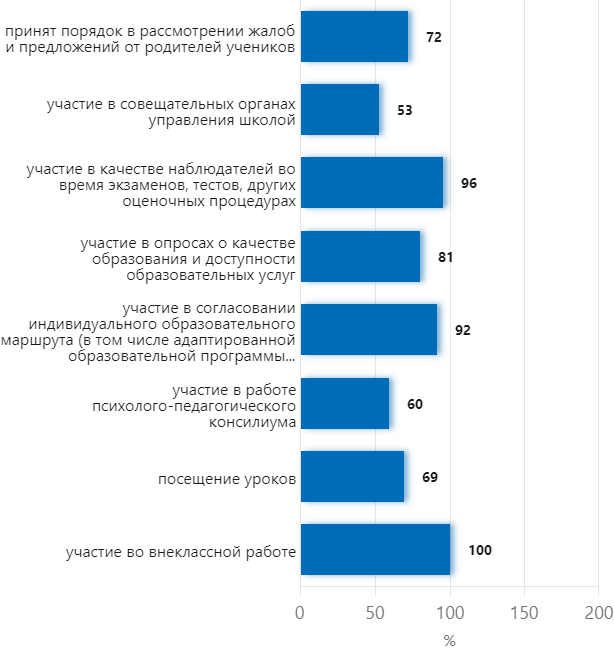 принят порядок в рассмотрении жалоб
и предложений от родителей учеников
72
участие в совещательных органах
управления школой
53
участие в качестве наблюдателей во
время экзаменов, тестов, других
оценочных процедурах
96
участие в опросах о качестве
образования и доступности
образовательных услуг
81
участие в согласовании
индивидуального образовательного
маршрута (в том числе адаптированной
образовательной программы...
92
участие в работе
психолого-педагогического
консилиума
60
посещение уроков
69
участие во внеклассной работе
100
0 50 100 150 200
%